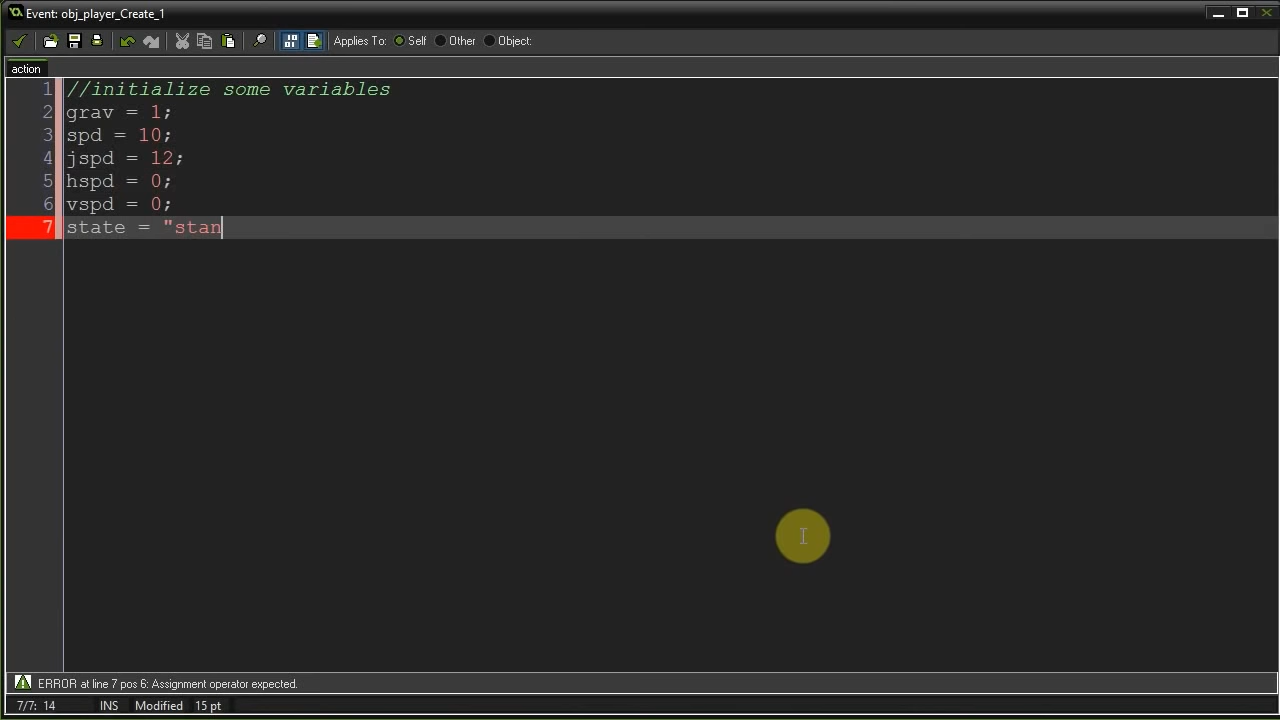 Event: obj_player_Create_1
Applies To: Self Other Object:
action
1 //initialize some variables
2 grav = 1;
3 spd = 10;
4 jspd = 12;
5 hspd = 0;
6 vspd = 0;
7 state = "stan
ERROR at line 7 pos 6: Assignment operator expected.
7/7: 14 INS Modified 15 pt